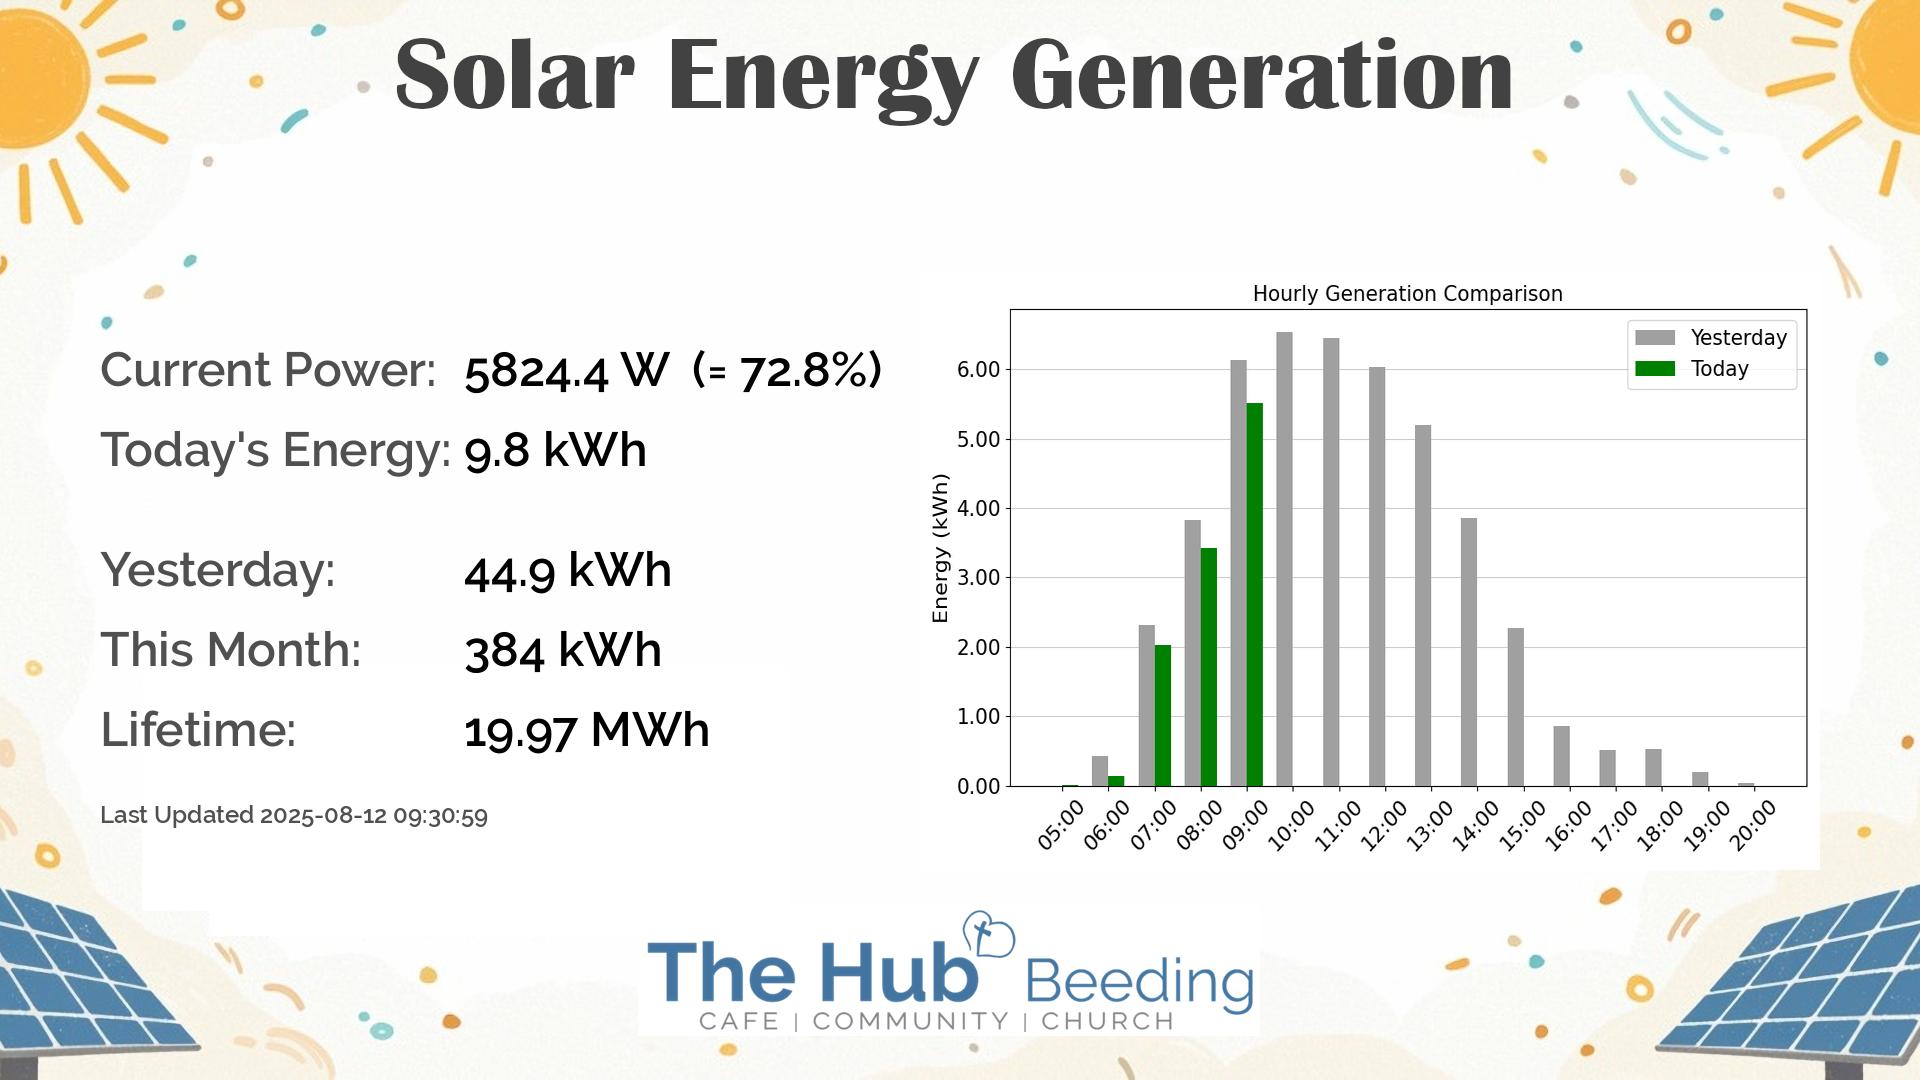 Solar Energy Generation
Current Power: 5824.4 W (= 72.8%)
Today's Energy: 9.8 kWh
Yesterday: 44.9 kWh
This Month: 384 kWh
Lifetime: 19.97 MWh
Last Updated 2025-08-12 09:30:59
Hourly Generation Comparison
Yesterday
Today
Energy (kWh)
6.00
5.00
4.00
3.00
2.00
1.00
0.00
05:00 06:00 07:00 08:00 09:00 10:00 11:00 12:00 13:00 14:00 15:00 16:00 17:00 18:00 19:00 20:00
The Hub Beeding
CAFE | COMMUNITY | CHURCH